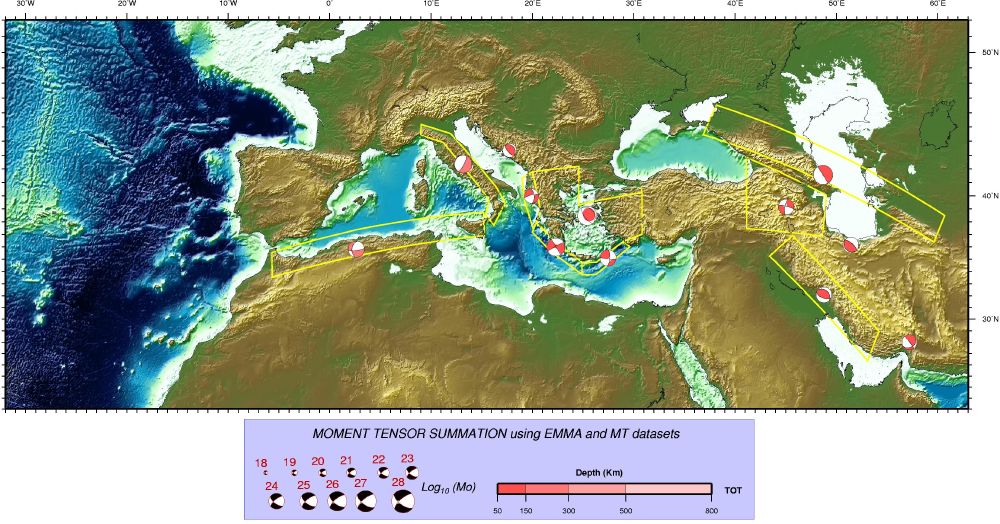 30°W 20°W 10°W 0° 10°E 20°E 30°E 40°E 50°E 60°E
50°N
40°N
30°N
MOMENT TENSOR SUMMATION using EMMA and MT datasets
18 19 20 21 22 23
24 25 26 27 28
Log10 (Mo)
Depth (Km)
TOT
50 150 300 500 800